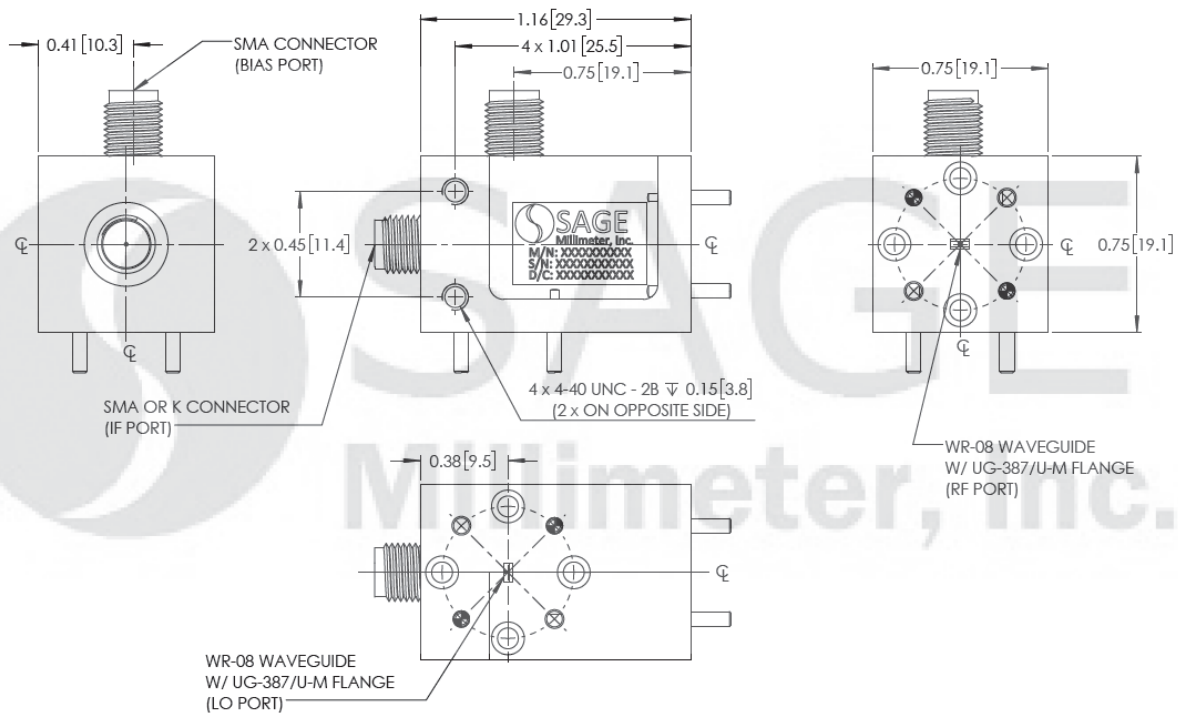 1.16[29.3]
0.41[10.3]
SMA CONNECTOR
(BIAS PORT)
4 x 1.01[25.5]
0.75[19.1]
0.75[19.1]
SAGE
Millimeter, Inc.
M/N: XXXXXXXXXX
S/N: XXXXXXXXXXX
D/C: XXXXXXXXXXX
℄
2 x 0.45[11.4]
℄
℄
0.75[19.1]
℄
℄
SMA OR K CONNECTOR
(IF PORT)
4 x 4-40 UNC - 2B ↧ 0.15[3.8]
(2 x ON OPPOSITE SIDE)
WR-08 WAVEGUIDE
W/ UG-387/U-M FLANGE
(RF PORT)
0.38[9.5]
℄
WR-08 WAVEGUIDE
W/ UG-387/U-M FLANGE
(LO PORT)
SAGE
Millimeter, Inc.